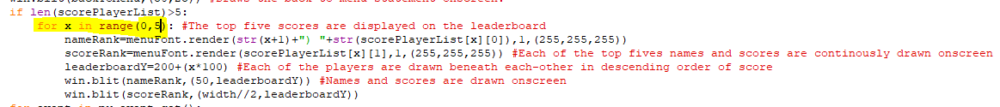 if len(scorePlayerList)>5:
for x in range(0,5): #The top five scores are displayed on the leaderboard
nameRank=menuFont.render(str(x+1)+") "+str(scorePlayerList[x][0]),1,(255,255,255))
scoreRank=menuFont.render(scorePlayerList[x][1],1,(255,255,255)) #Each of the top fives names and scores are continously drawn onscreen
leaderboardY=200+(x*100) #Each of the players are drawn beneath each-other in descending order of score
win.blit(nameRank,(50,leaderboardY)) #Names and scores are drawn onscreen
win.blit(scoreRank,(width//2,leaderboardY))